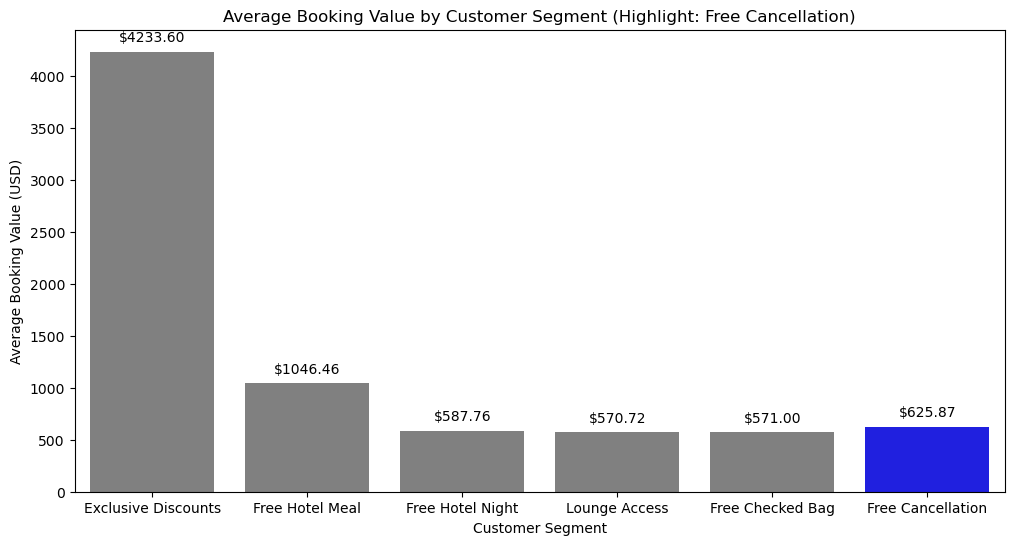 Average Booking Value by Customer Segment (Highlight: Free Cancellation)
Average Booking Value (USD)
4000
3500
3000
2500
2000
1500
1000
500
0
$4233.60
$1046.46
$587.76
$570.72
$571.00
$625.87
Exclusive Discounts
Free Hotel Meal
Free Hotel Night
Lounge Access
Free Checked Bag
Free Cancellation
Customer Segment